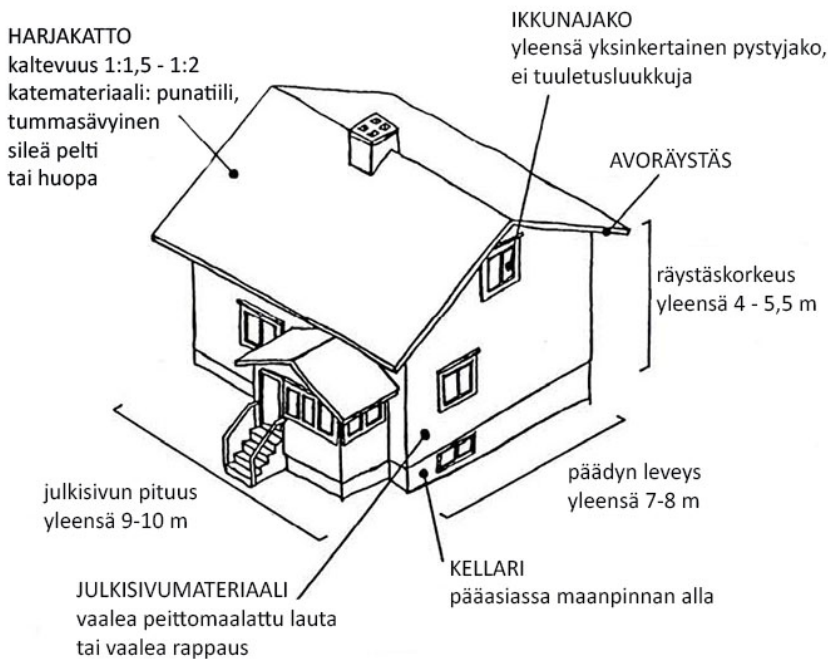 HARJAKATTO
kaltevuus 1:1,5 - 1:2
katemateriaali: punatiili,
tummasävyinen
sileä pelti
tai huopa
IKKUNAJAKO
yleensä yksinkertainen pystyjako,
ei tuuletusluukkuja
AVORÄYSTÄS
räystäskorkeus
yleensä 4 - 5,5 m
julkisivun pituus
yleensä 9-10 m
päädyn leveys
yleensä 7-8 m
JULKISIVUMATERIAALI
vaalea peittomaalattu lauta
tai vaalea rappaus
KELLARI
pääasiassa maanpinnan alla